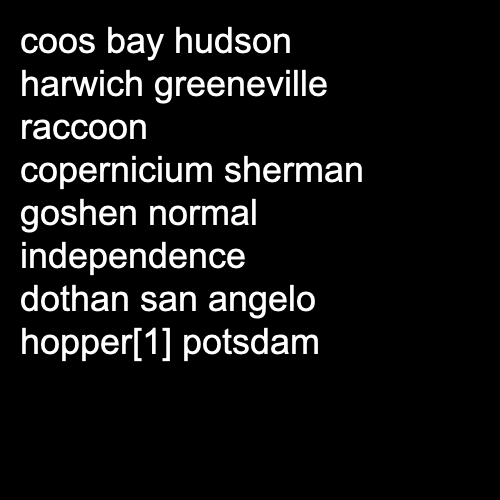 coos bay hudson
harwich greeneville
raccoon
copernicium sherman
goshen normal
independence
dothan san angelo
hopper[1] potsdam